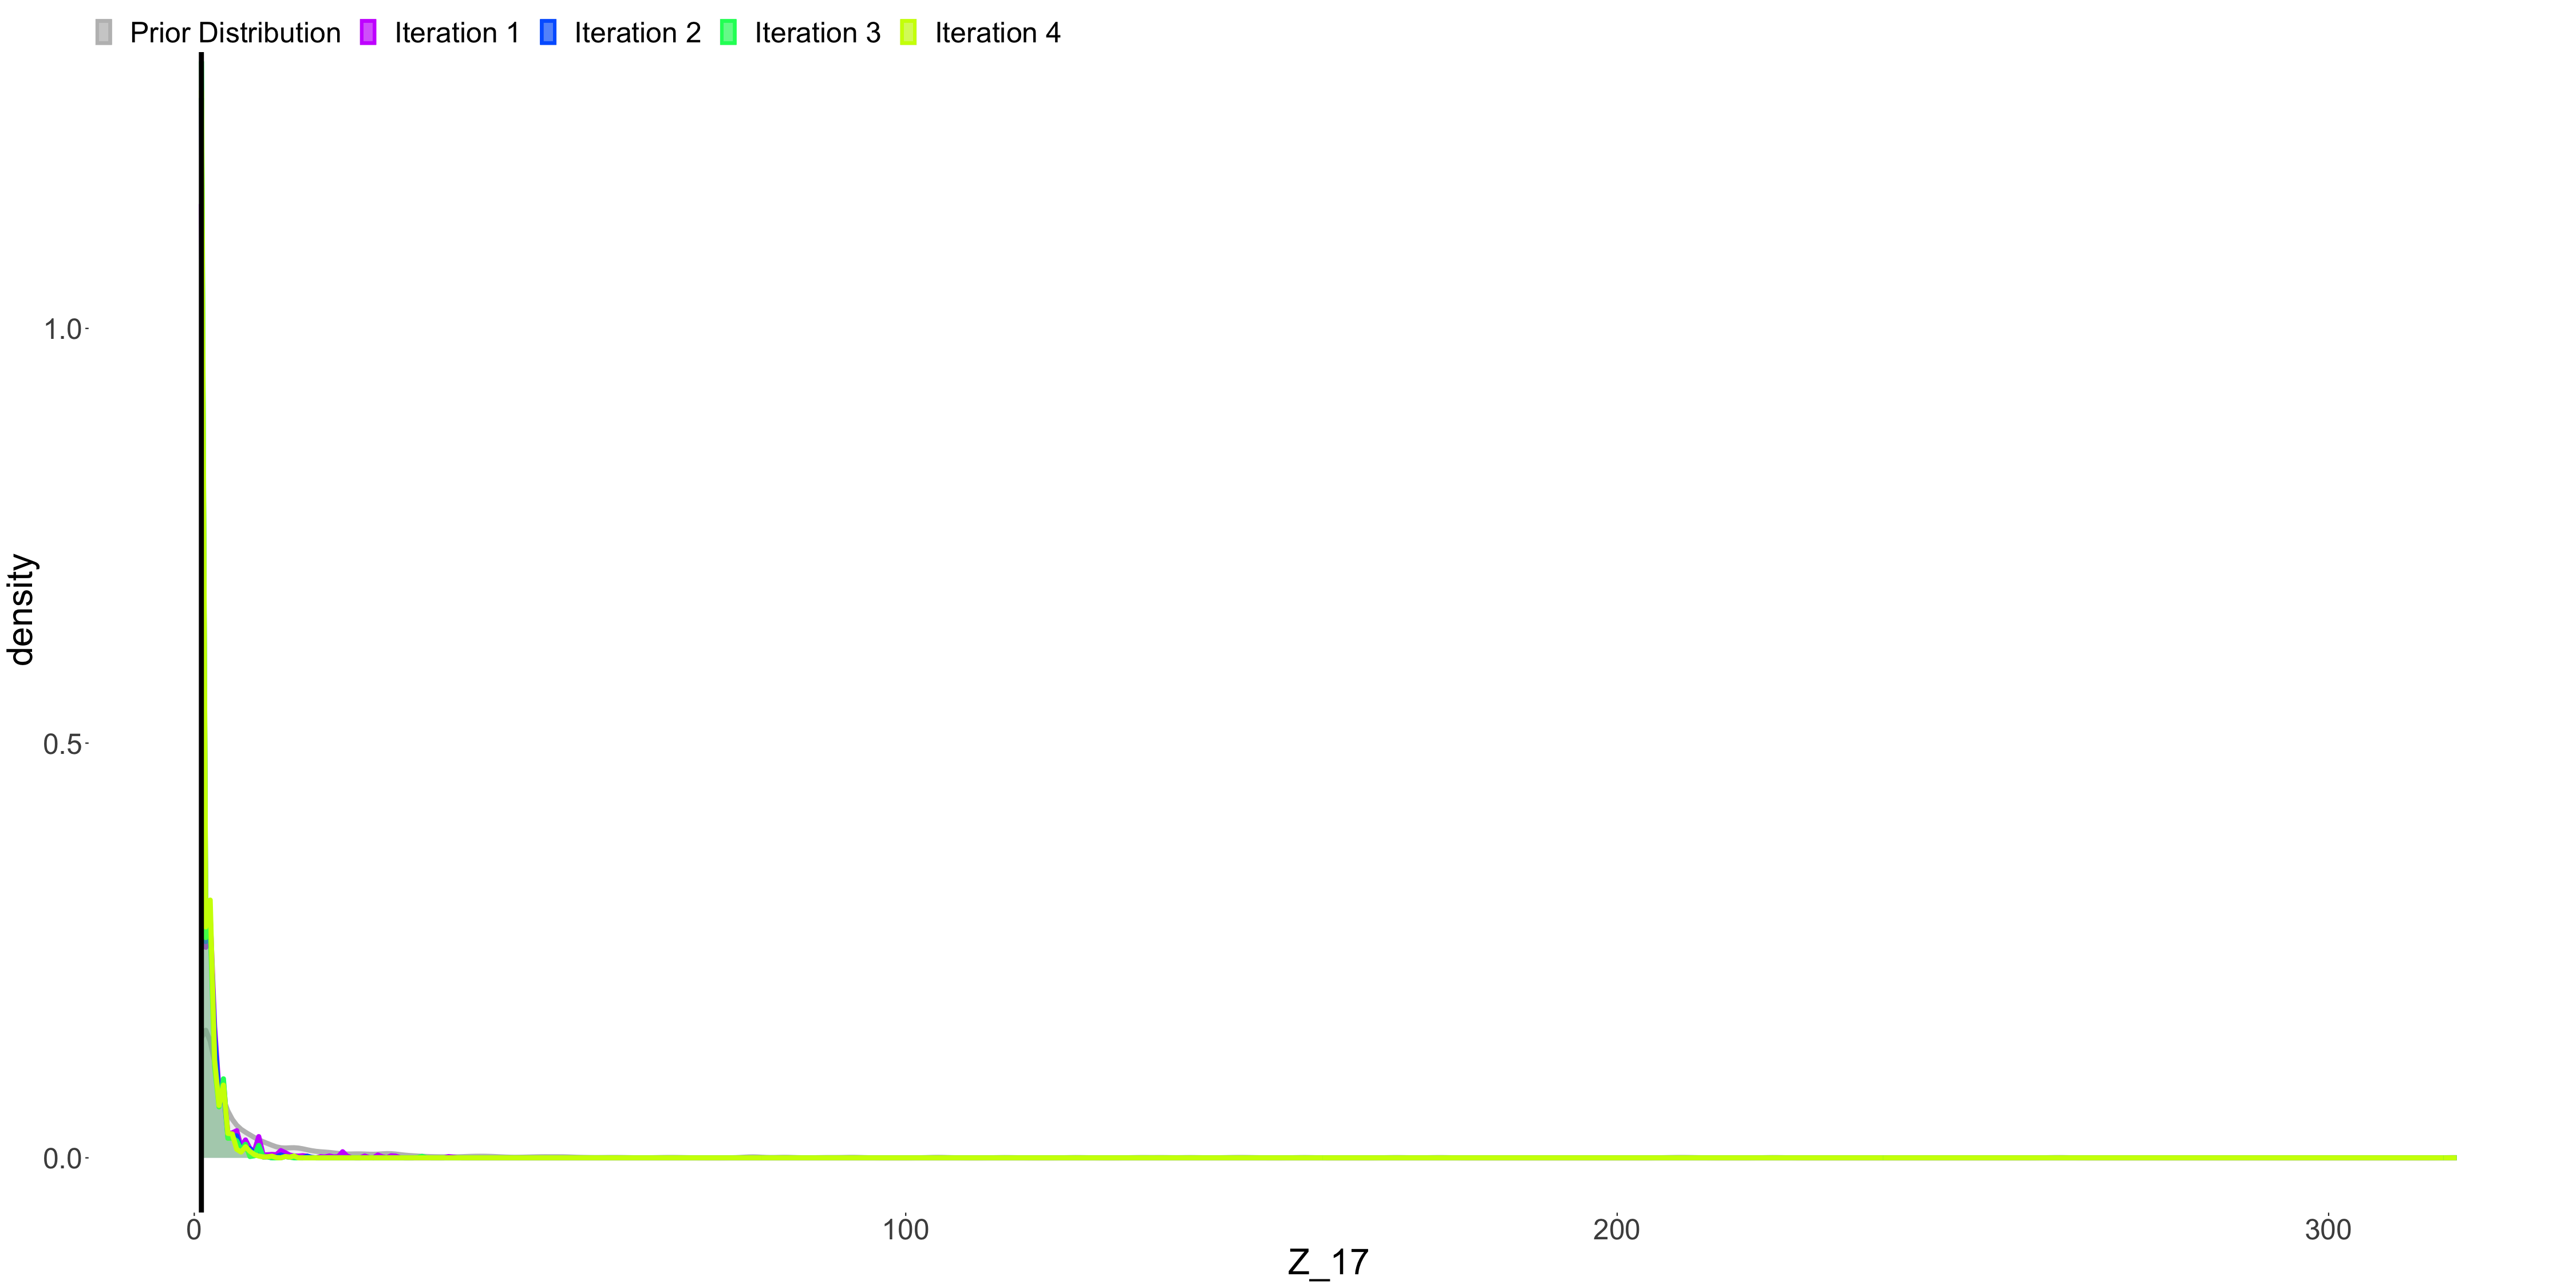 Prior Distribution Iteration 1 Iteration 2 Iteration 3 Iteration 4
1.0
density
0.5
0.0
0 100 200 300
Z_17